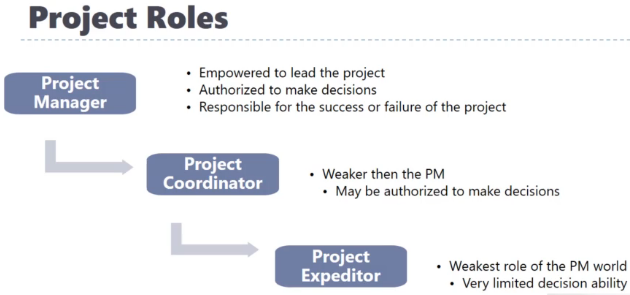 Project Roles
Project
Manager
• Empowered to lead the project
• Authorized to make decisions
• Responsible for the success or failure of the project
Project
Coordinator
• Weaker then the PM
• May be authorized to make decisions
Project
Expeditor
• Weakest role of the PM world
• Very limited decision ability